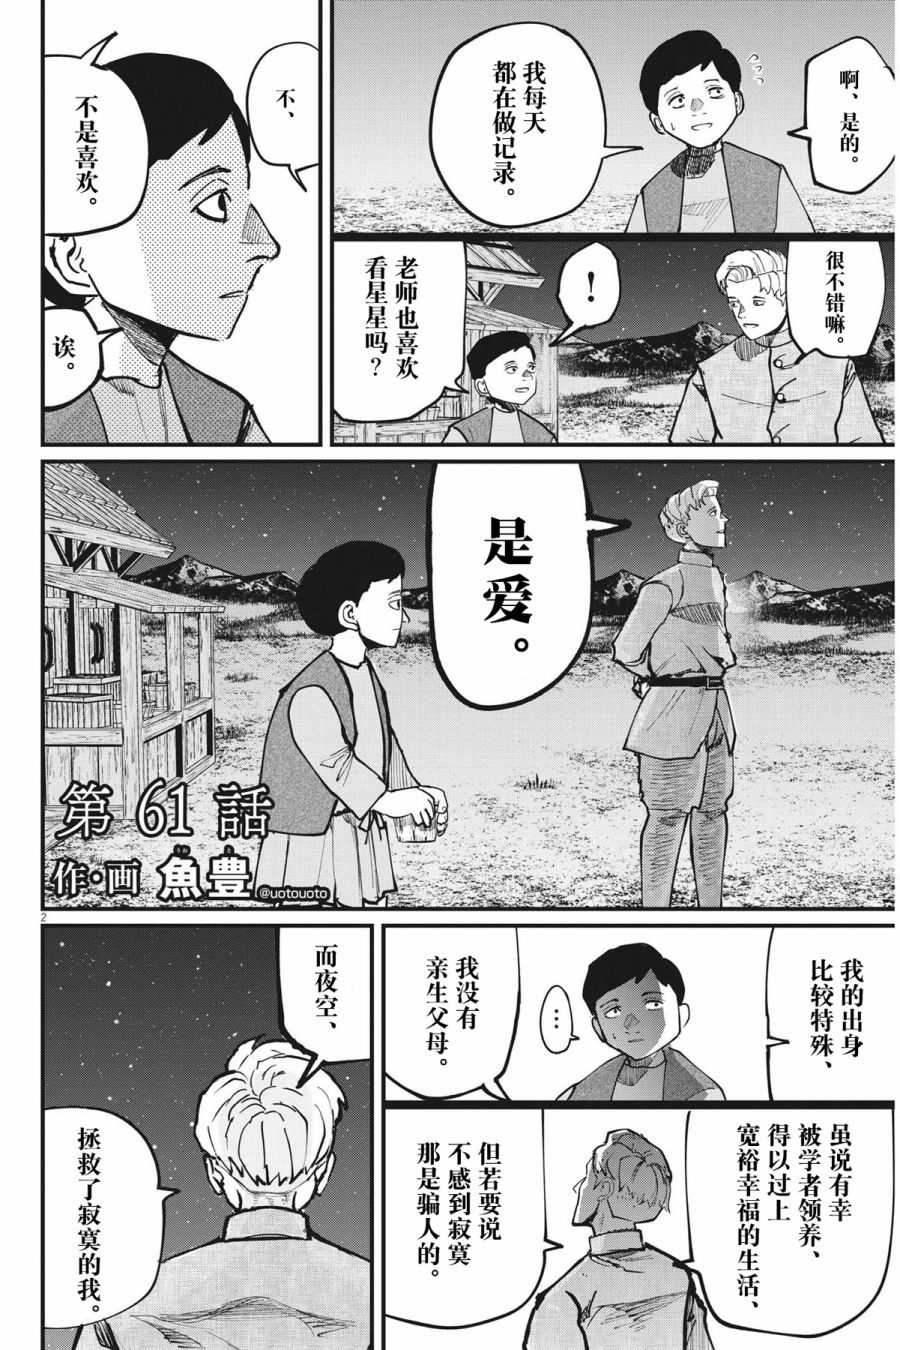 啊、是的。
我每天
都在做记录。
很不错嘛。
！
老师也喜欢
看星星吗？
不、
不是喜欢。
诶。
是爱。
第61話
作・画 魚豊
うお と
@uotouoto
2
我的出身
比较特殊、
…
我没有
亲生父母。
虽说有幸
被学者领养、
得以过上
宽裕幸福的生活、
但若要说
不感到寂寞
那是骗人的。
而夜空、
拯救了寂寞的我。